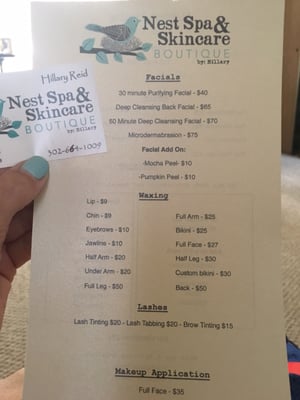 Nest Spa &
Skincare
BOUTIQUE
by: Hillary
Hillary Reid
Nest Spa &
Skincare
BOUTIQUE
by: Hillary
302-664-1009
Facials
30 minute Purifying Facial - $40
Deep Cleansing Back Facial - $65
60 Minute Deep Cleansing Facial - $70
Microdermabrasion - $75
Facial Add On:
-Mocha Peel- $10
-Pumpkin Peel - $10
Waxing
Lip - $9
Chin - $9
Eyebrows - $10
Jawline - $10
Half Arm - $20
Under Arm - $20
Full Leg - $50
Full Arm - $25
Bikini - $25
Full Face - $27
Half Leg - $30
Custom bikini - $30
Back - $50
Lashes
Lash Tinting $20 - Lash Tabbing $20 - Brow Tinting $15
Makeup Application
Full Face - $35